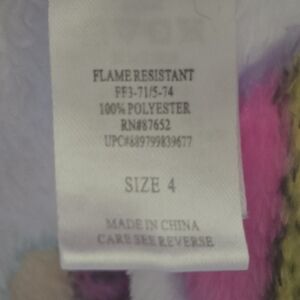 FLAME RESISTANT
FF3-71/5-74
100% POLYESTER
RN#87652
UPC#689799839677
SIZE 4
MADE IN CHINA
CARE SEE REVERSE